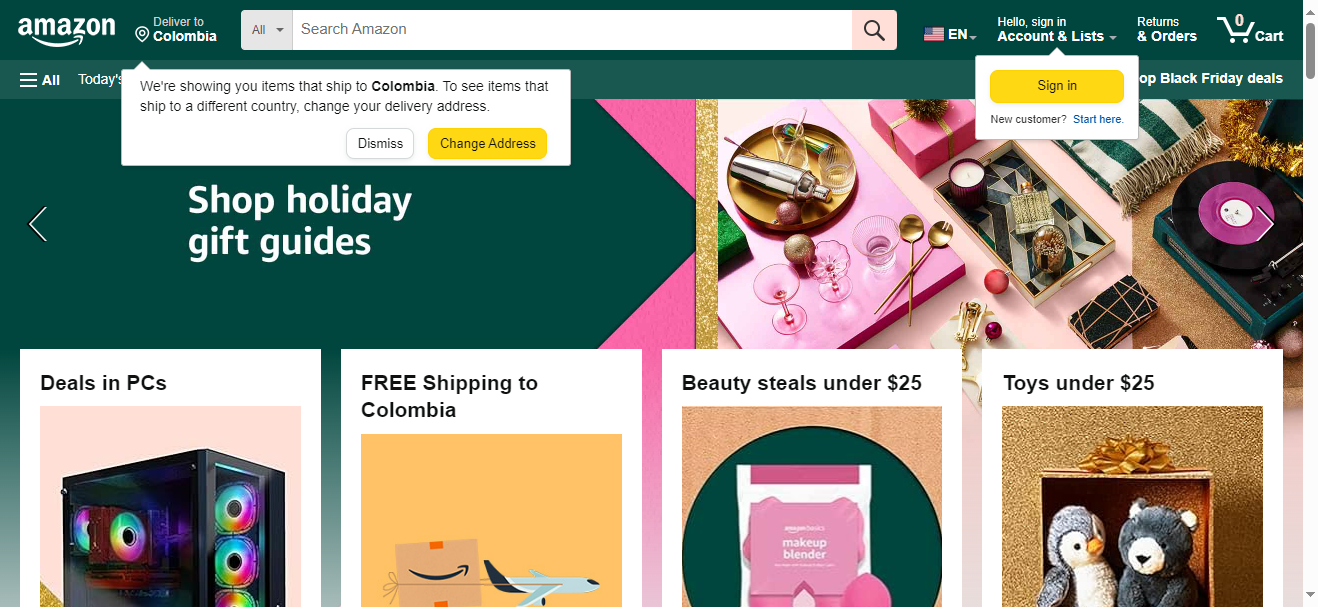 amazon
Deliver to
Colombia
All
Search Amazon
EN
Hello, sign in
Account & Lists
Returns
& Orders
0
Cart
All
Today's
op Black Friday deals
We're showing you items that ship to Colombia. To see items that
ship to a different country, change your delivery address.
Dismiss
Change Address
Sign in
New customer? Start here.
Shop holiday
gift guides
Deals in PCs
FREE Shipping to
Colombia
Beauty steals under $25
Toys under $25
amazon basics
makeup
blender